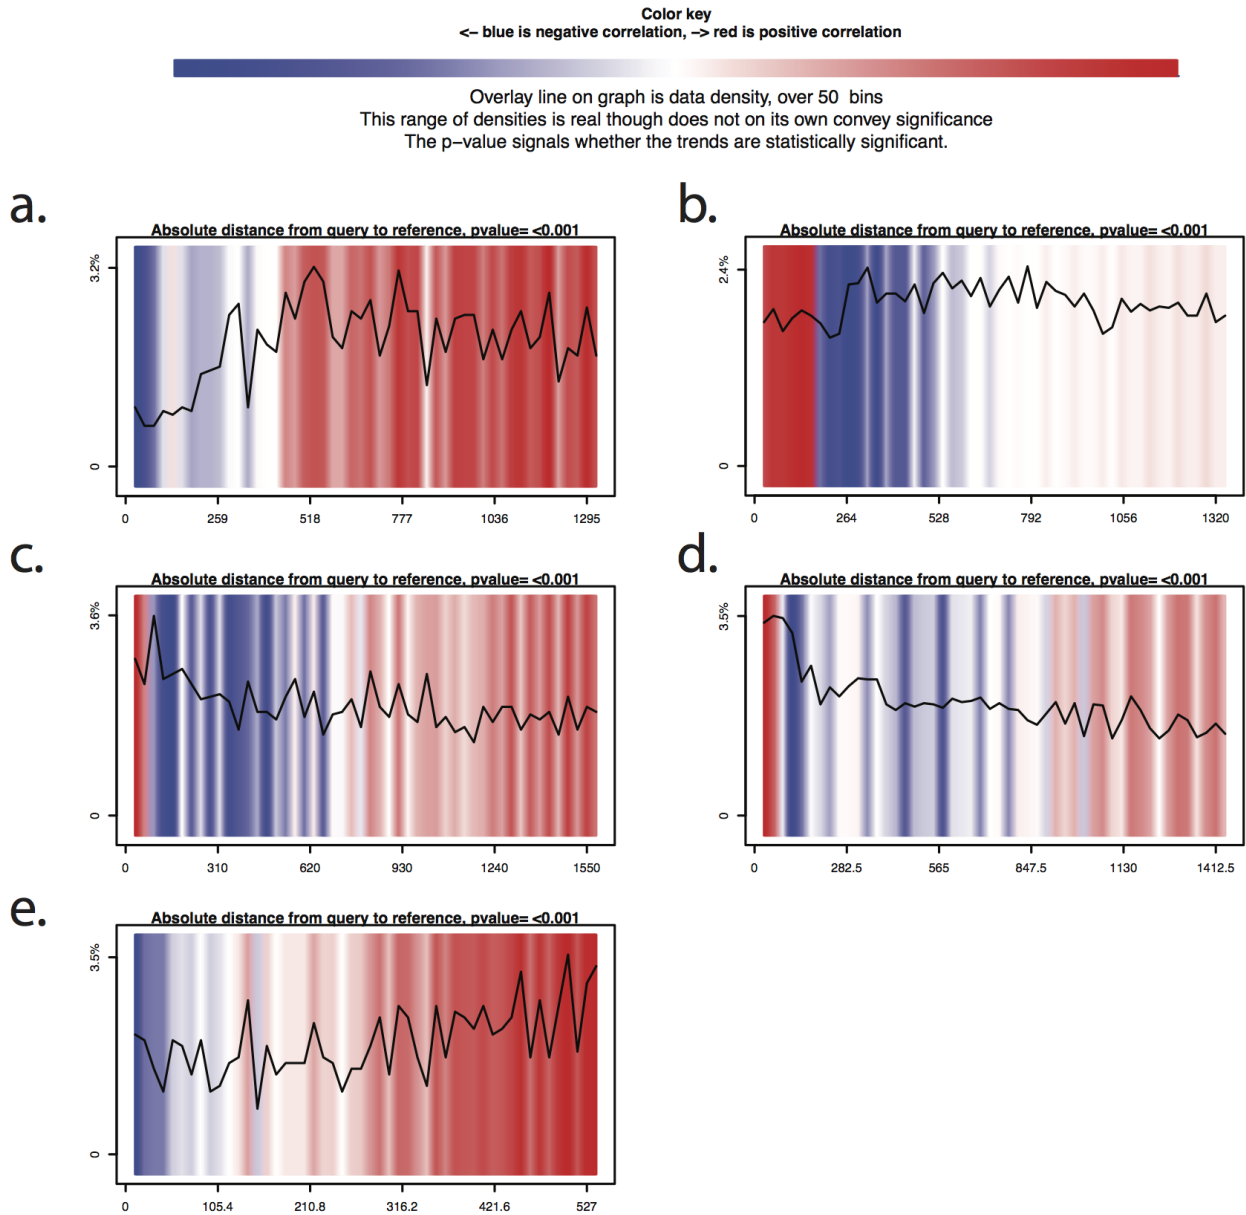 Color key
<– blue is negative correlation, –> red is positive correlation
Overlay line on graph is data density, over 50 bins
This range of densities is real though does not on its own convey significance
The p–value signals whether the trends are statistically significant.
a.
Absolute distance from query to reference, pvalue= <0.001
3.2%
0
0 259 518 777 1036 1295
b.
Absolute distance from query to reference, pvalue= <0.001
2.4%
0
0 264 528 792 1056 1320
c.
Absolute distance from query to reference, pvalue= <0.001
3.6%
0
0 310 620 930 1240 1550
d.
Absolute distance from query to reference, pvalue= <0.001
3.5%
0
0 282.5 565 847.5 1130 1412.5
e.
Absolute distance from query to reference, pvalue= <0.001
3.5%
0
0 105.4 210.8 316.2 421.6 527